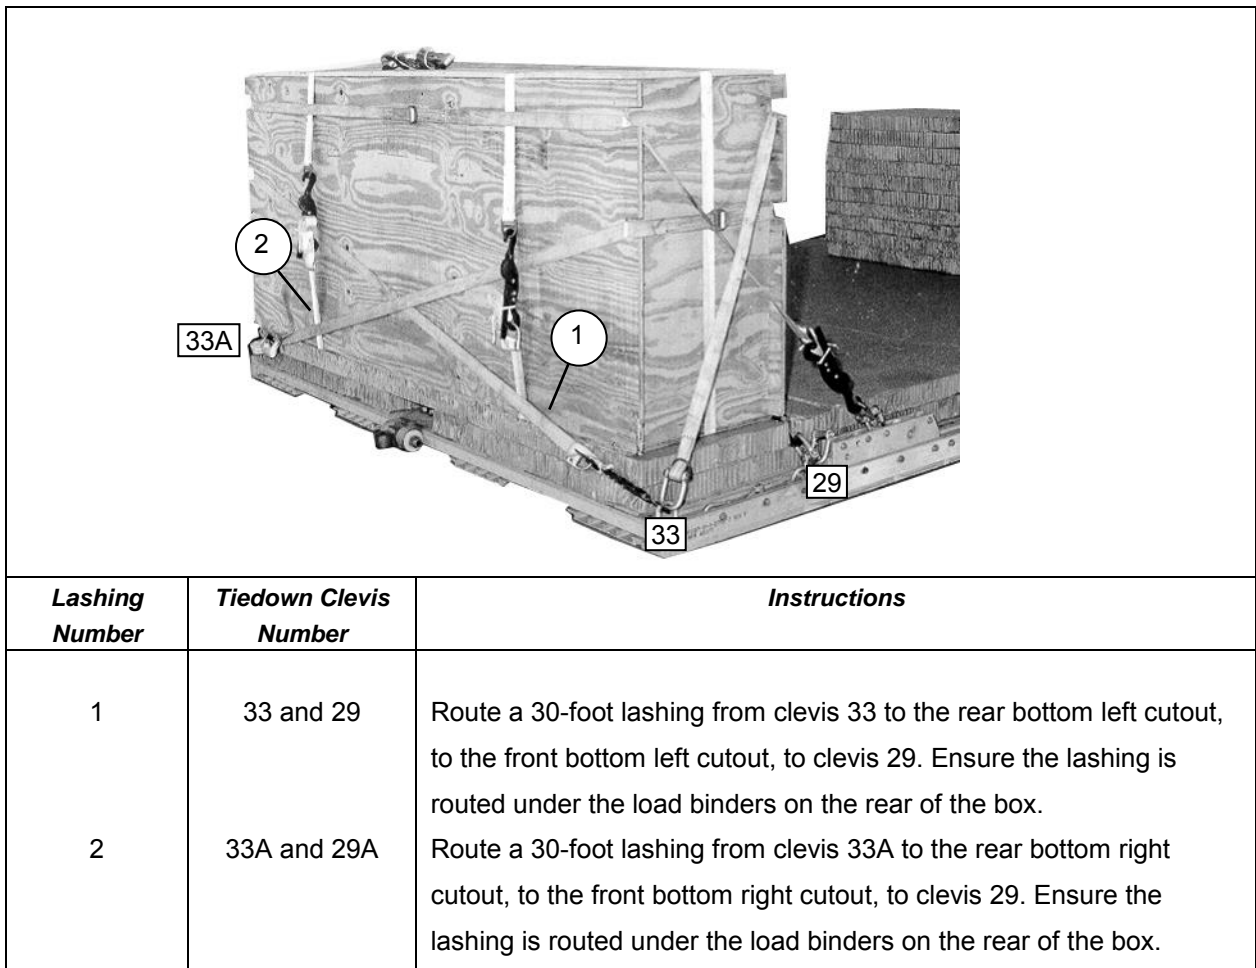 2
33A
1
29
33
Lashing Number
Tiedown Clevis Number
Instructions
1
33 and 29
Route a 30-foot lashing from clevis 33 to the rear bottom left cutout,
to the front bottom left cutout, to clevis 29. Ensure the lashing is
routed under the load binders on the rear of the box.
2
33A and 29A
Route a 30-foot lashing from clevis 33A to the rear bottom right
cutout, to the front bottom right cutout, to clevis 29. Ensure the
lashing is routed under the load binders on the rear of the box.